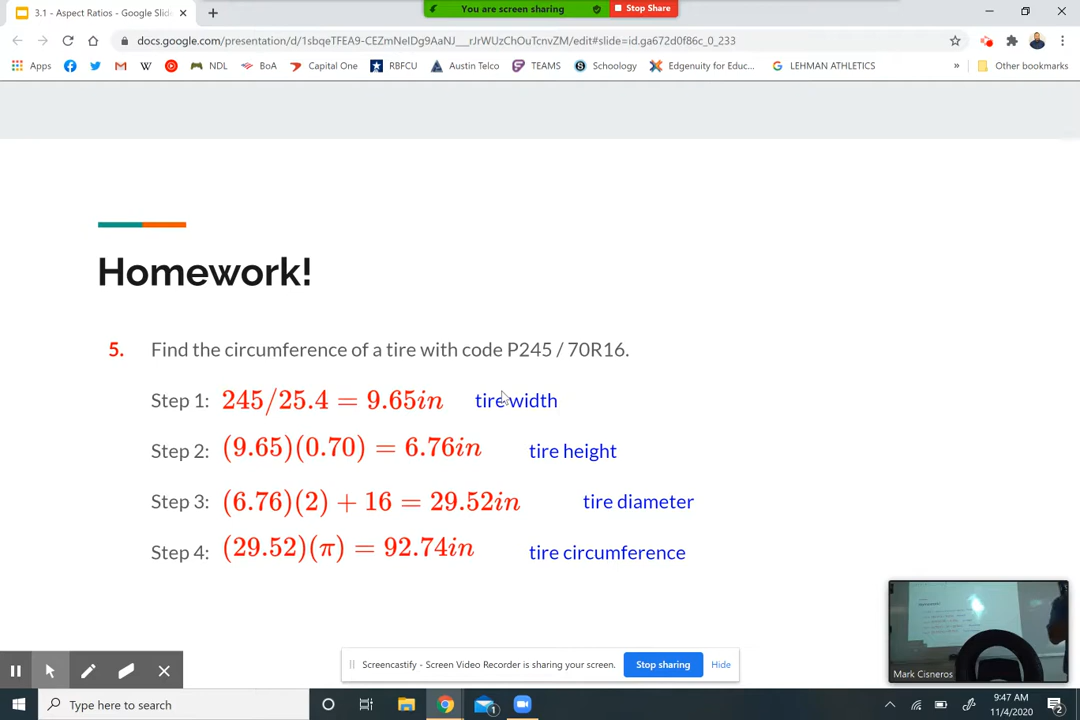 3.1 - Aspect Ratios - Google Slid
You are screen sharing
Stop Share
docs.google.com/presentation/d/1sbqeTFEA9-CEZmNeIDg9AaNJ__rJrWUzChOuTcnvZM/edit#slide=id.ga672d0f86c_0_233
Apps NDL BoA Capital One RBFCU Austin Telco TEAMS Schoology Edgenuity for Educ... LEHMAN ATHLETICS » Other bookmarks
Homework!
5. Find the circumference of a tire with code P245 / 70R16.
Step 1: 245/25.4 = 9.65in tire width
Step 2: (9.65)(0.70) = 6.76in tire height
Step 3: (6.76)(2) + 16 = 29.52in tire diameter
Step 4: (29.52)(π) = 92.74in tire circumference
Screencastify - Screen Video Recorder is sharing your screen. Stop sharing Hide
Mark Cisneros
Type here to search
1
9:47 AM
11/4/2020
2